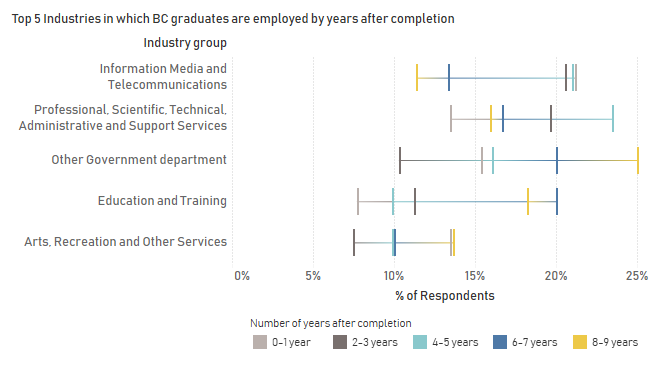 Top 5 Industries in which BC graduates are employed by years after completion
Industry group
Information Media and
Telecommunications
Professional, Scientific, Technical,
Administrative and Support Services
Other Government department
Education and Training
Arts, Recreation and Other Services
0% 5% 10% 15% 20% 25%
% of Respondents
Number of years after completion
0-1 year 2-3 years 4-5 years 6-7 years 8-9 years